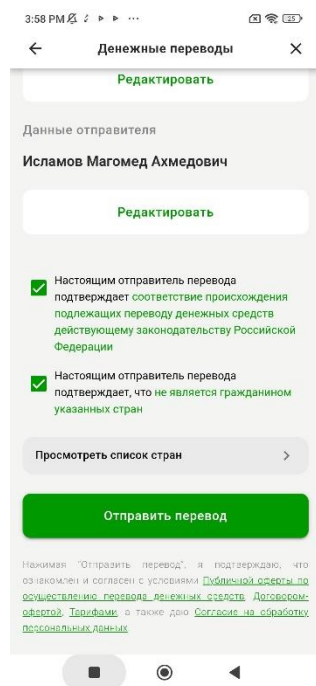 3:58 PM
25
Денежные переводы
Редактировать
Данные отправителя
Исламов Магомед Ахмедович
Редактировать
Настоящим отправитель перевода
подтверждает соответствие происхождения
подлежащих переводу денежных средств
действующему законодательству Российской
Федерации
Настоящим отправитель перевода
подтверждает, что не является гражданином
указанных стран
Просмотреть список стран
Отправить перевод
Нажимая "Отправить перевод", я подтверждаю, что
ознакомлен и согласен с условиями Публичной оферты по
осуществлению перевода денежных средств, Договором-
офертой, Тарифами, а также даю Согласие на обработку
персональных данных